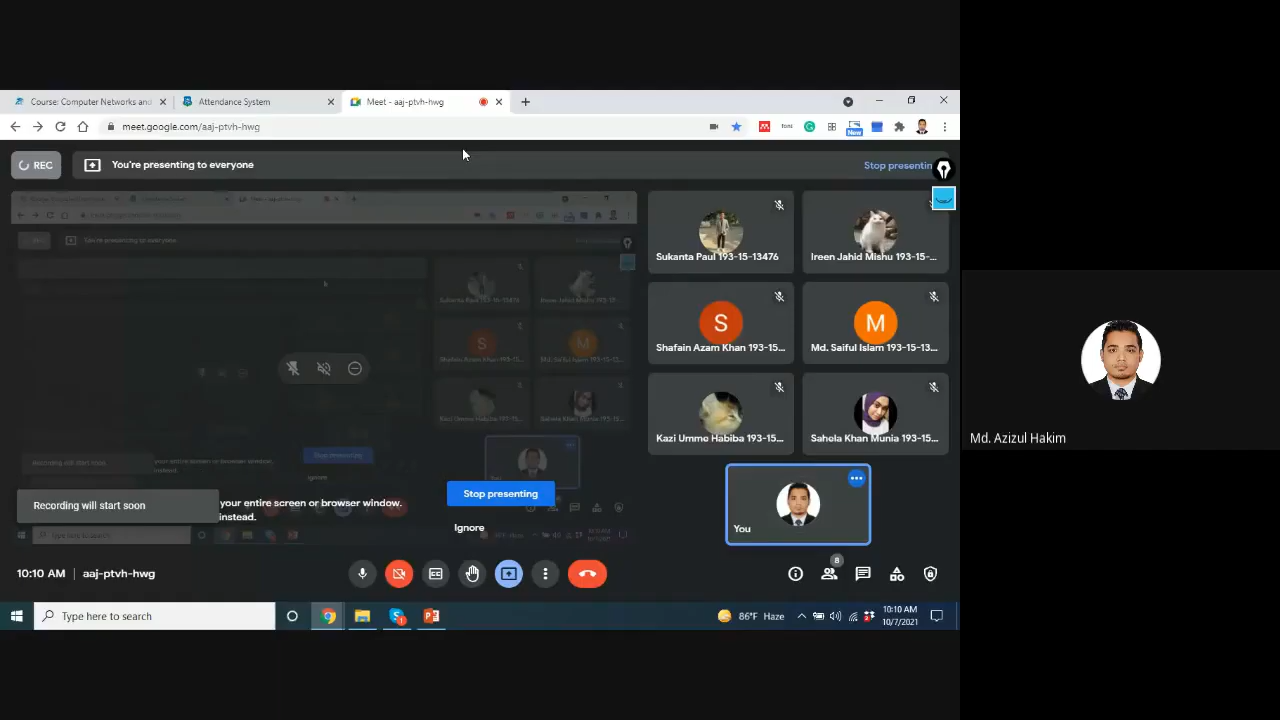 Course: Computer Networks and
Attendance System
Meet - aaj-ptvh-hwg
meet.google.com/aaj-ptvh-hwg
New
REC
You're presenting to everyone
Stop presentin
Sukanta Paul 193-15-13476
Ireen Jahid Mishu 193-15-...
Shafain Azam Khan 193-15...
Md. Saiful Islam 193-15-13...
Kazi Umme Habiba 193-15...
Sahela Khan Munia 193-15...
You
Md. Azizul Hakim
Recording will start soon
your entire screen or browser window.
instead.
Stop presenting
Ignore
10:10 AM
aaj-ptvh-hwg
8
Type here to search
86°F Haze
10:10 AM
10/7/2021